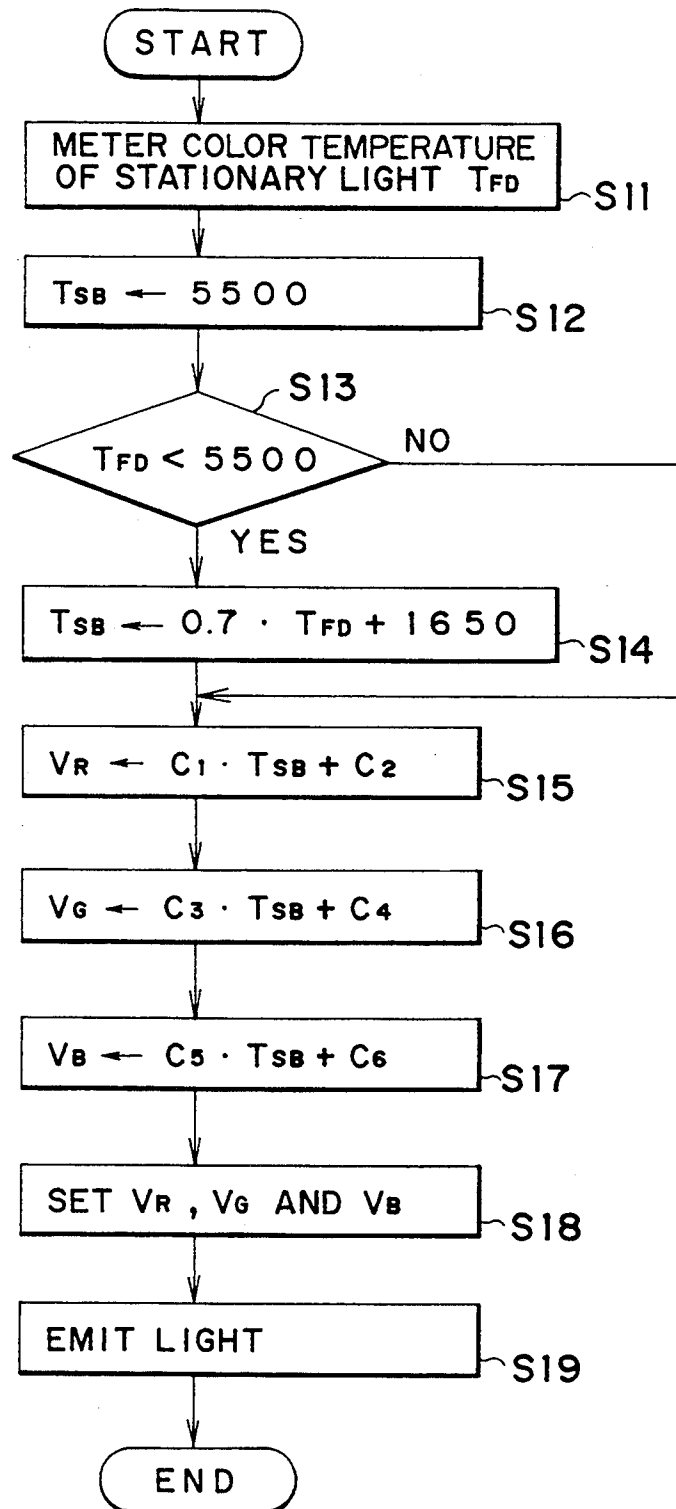 START
METER COLOR TEMPERATURE
OF STATIONARY LIGHT TFD
S11
TSB ← 5500
S12
S13
TFD < 5500
NO
YES
TSB ← 0.7 · TFD + 1650
S14
VR ← C1 · TSB + C2
S15
VG ← C3 · TSB + C4
S16
VB ← C5 · TSB + C6
S17
SET VR , VG AND VB
S18
EMIT LIGHT
S19
END